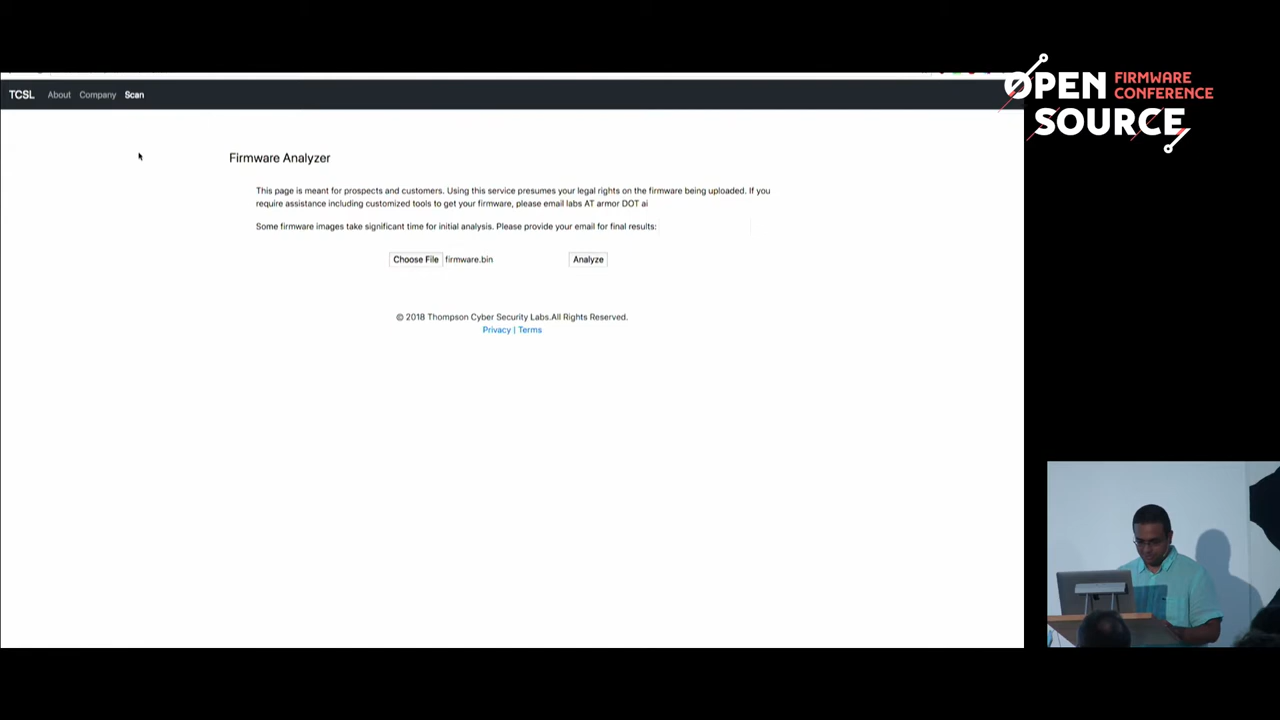 TCSL About Company Scan
OPEN FIRMWARE CONFERENCE
SOURCE
Firmware Analyzer
This page is meant for prospects and customers. Using this service presumes your legal rights on the firmware being uploaded. If you
require assistance including customized tools to get your firmware, please email labs AT armor DOT ai
Some firmware images take significant time for initial analysis. Please provide your email for final results:
Choose File firmware.bin Analyze
© 2018 Thompson Cyber Security Labs.All Rights Reserved.
Privacy | Terms